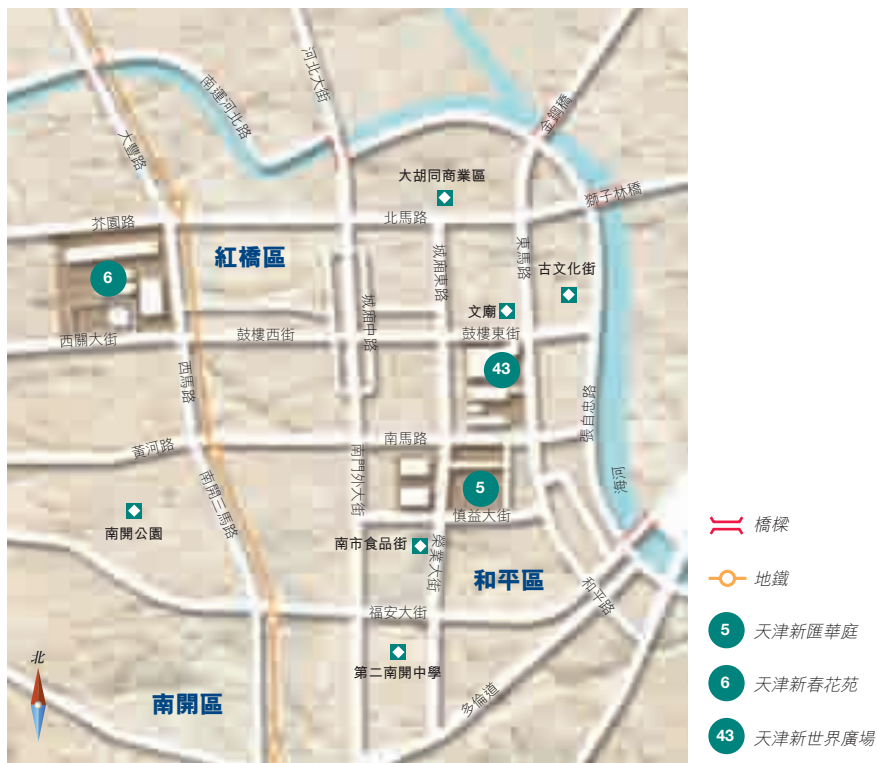 河北大街
南運河北路
金鋼橋
大豐路
大胡同商業區
獅子林橋
芥園路
北馬路
紅橋區
城廂東路
東馬路
古文化街
6
城廂中路
文廟
西關大街
鼓樓西街
鼓樓東街
43
西馬路
張自忠路
黃河路
南馬路
南門外大街
海河
南開三馬路
5
慎益大街
南開公園
南市食品街
榮業大街
和平區
和平路
福安大街
第二南開中學
北
南開區
多倫道
橋樑
地鐵
5 天津新匯華庭
6 天津新春花苑
43 天津新世界廣場